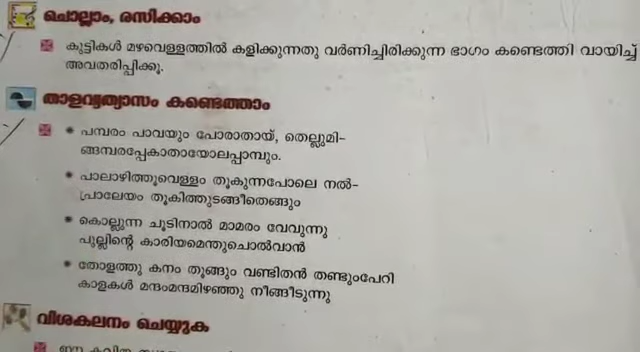 ചൊല്ലാം, രസിക്കാം
കുട്ടികൾ മഴവെള്ളത്തിൽ കളിക്കുന്നതു വർണിച്ചിരിക്കുന്ന ഭാഗം കണ്ടെത്തി വായിച്ച്
അവതരിപ്പിക്കൂ.
താളവ്യത്യാസം കണ്ടെത്താം
• പമ്പരം പാവയും പോരാതായ്, തെല്ലുമി-
ങ്ങമ്പരപ്പേകാതായോലപ്പാമ്പും.
• പാലാഴിത്തൂവെള്ളം തൂകുന്നപോലെ നൽ-
പ്രാലേയം തൂകിത്തുടങ്ങീതെങ്ങും
• കൊല്ലുന്ന ചൂടിനാൽ മാമരം വേവുന്നു
പുല്ലിന്റെ കാരിയമെന്തുചൊൽവാൻ
• തോളത്തു കനം തൂങ്ങും വണ്ടിതൻ തണ്ടുംപേറി
കാളകൾ മന്ദംമന്ദമിഴഞ്ഞു നീങ്ങീടുന്നു
വിശകലനം ചെയ്യുക
ഈ കവിത